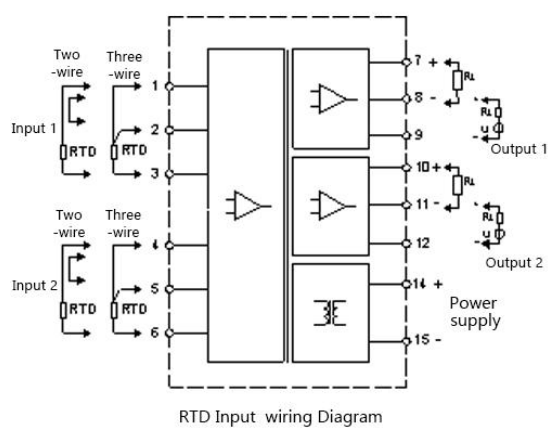 Two
-wire
Three
-wire
Input 1
RTD
RTD
1
2
3
Two
-wire
Three
-wire
Input 2
RTD
RTD
4
5
6
7 +
8 -
9
RL
RL
U
+
-
Output 1
10+
11 -
12
RL
RL
U
+
-
Output 2
14 +
15 -
Power
supply
RTD Input wiring Diagram